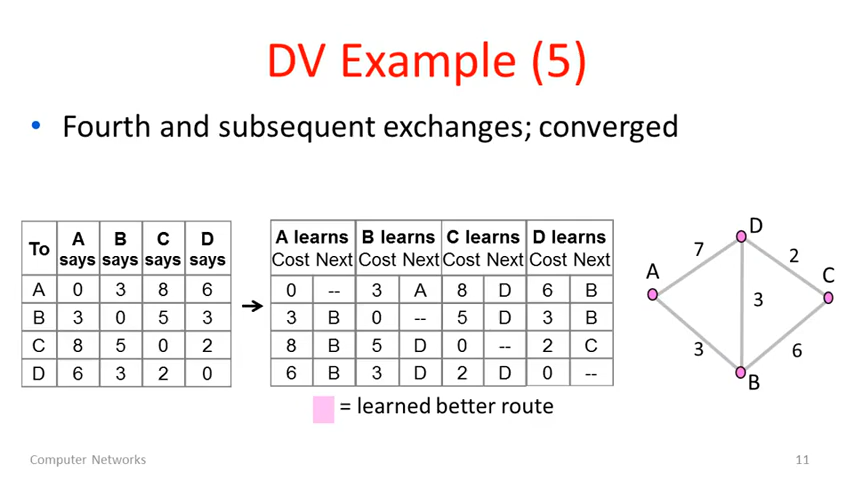 DV Example (5)
• Fourth and subsequent exchanges; converged
To A says B says C says D says
A 0 3 8 6
B 3 0 5 3
C 8 5 0 2
D 6 3 2 0
A learns B learns C learns D learns
Cost Next Cost Next Cost Next Cost Next
0 -- 3 A 8 D 6 B
3 B 0 -- 5 D 3 B
8 B 5 D 0 -- 2 C
6 B 3 D 2 D 0 --
= learned better route
D
7
2
A
C
3
3
6
B
Computer Networks
11